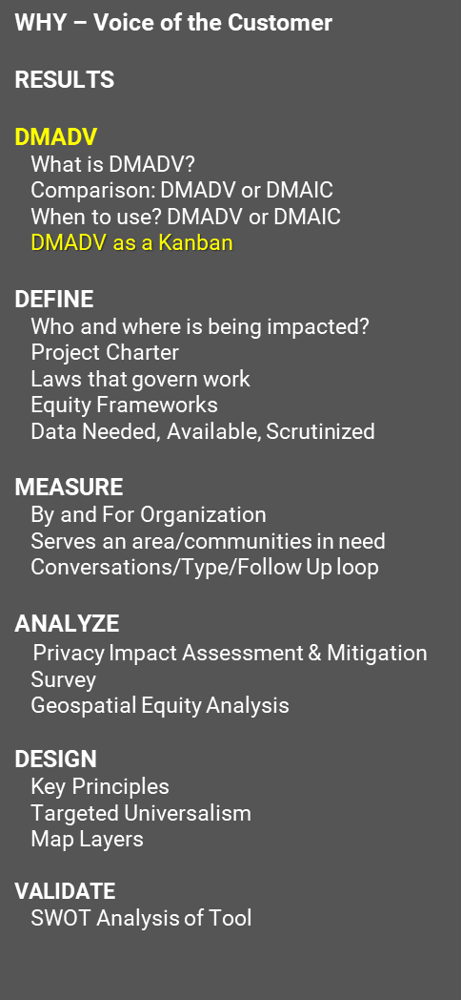 WHY – Voice of the Customer
RESULTS
DMADV
What is DMADV?
Comparison: DMADV or DMAIC
When to use? DMADV or DMAIC
DMADV as a Kanban
DEFINE
Who and where is being impacted?
Project Charter
Laws that govern work
Equity Frameworks
Data Needed, Available, Scrutinized
MEASURE
By and For Organization
Serves an area/communities in need
Conversations/Type/Follow Up loop
ANALYZE
Privacy Impact Assessment & Mitigation
Survey
Geospatial Equity Analysis
DESIGN
Key Principles
Targeted Universalism
Map Layers
VALIDATE
SWOT Analysis of Tool